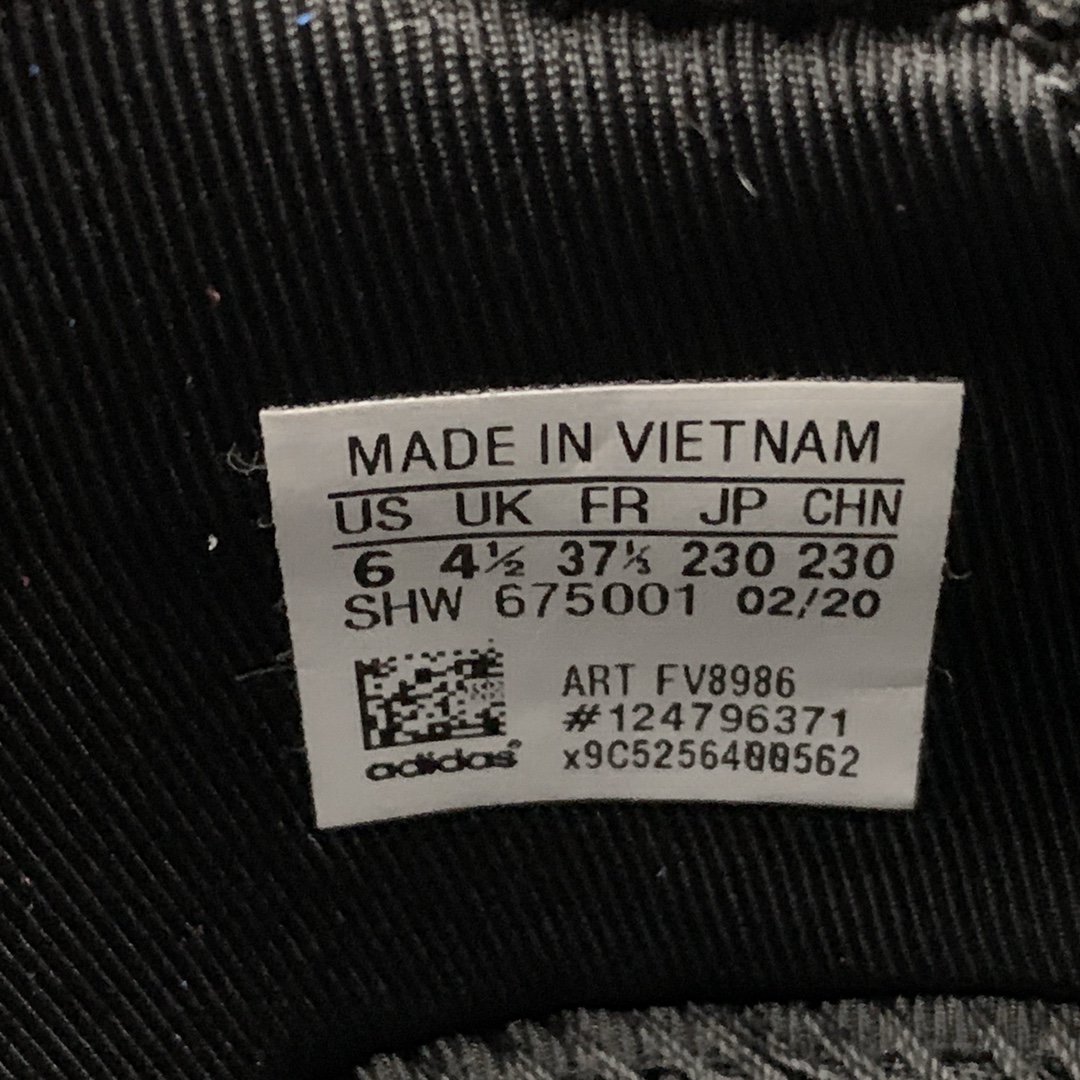 MADE IN VIETNAM
US UK FR JP CHN
6 4½ 37⅓ 230 230
SHW 675001 02/20
ART FV8986
#124796371
adidas® x9C5256400562